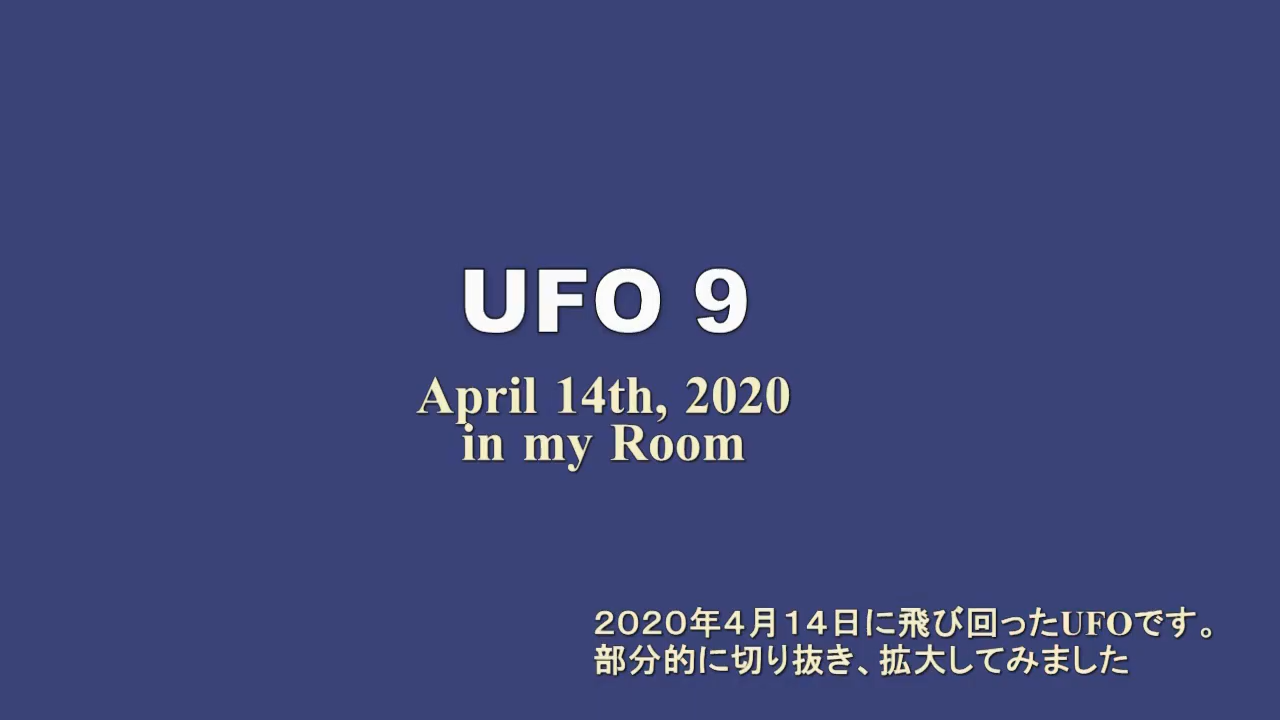 UFO 9
April 14th, 2020
in my Room
２０２０年４月１４日に飛び回ったUFOです。
部分的に切り抜き、拡大してみました